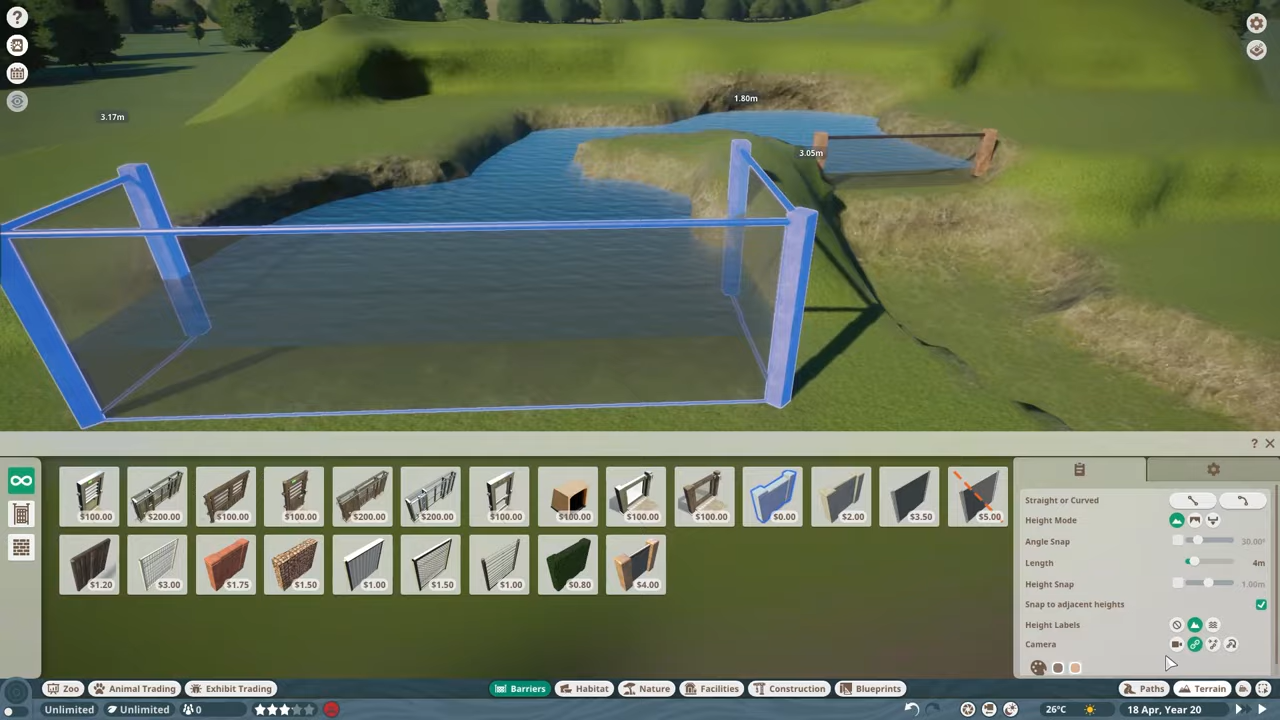 ?
1.80m
3.17m
3.05m
?
$100.00 $200.00 $100.00 $100.00 $200.00 $200.00 $100.00 $100.00 $100.00 $100.00 $0.00 $2.00 $3.50 $5.00
$1.20 $3.00 $1.75 $1.50 $1.00 $1.50 $1.00 $0.80 $4.00
Straight or Curved
Height Mode
Angle Snap 30.00°
Length 4m
Height Snap 1.00m
Snap to adjacent heights
Height Labels
Camera
Zoo Animal Trading Exhibit Trading Barriers Habitat Nature Facilities Construction Blueprints Paths Terrain
Unlimited Unlimited 0 26°C 18 Apr, Year 20